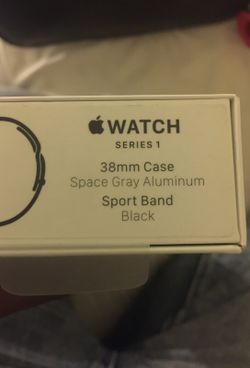 WATCH
SERIES 1
38mm Case
Space Gray Aluminum
Sport Band
Black